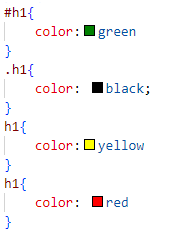 #h1{
color: green
}
.h1{
color: black;
}
h1{
color: yellow
}
h1{
color: red
}